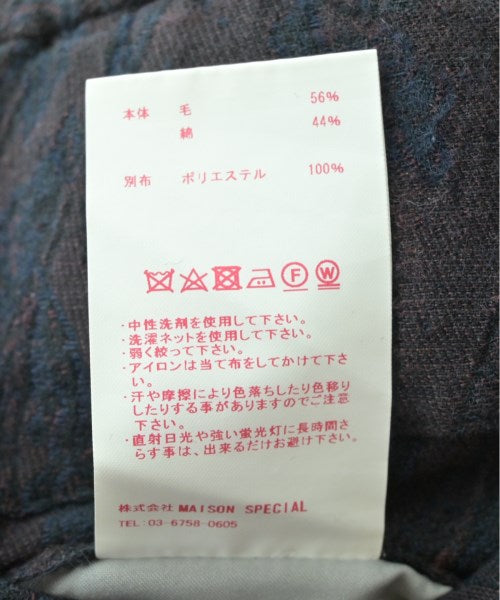 本体 毛 56%
綿 44%
別布 ポリエステル 100%
F W
・中性洗剤を使用して下さい。
・洗濯ネットを使用して下さい。
・弱く絞って下さい。
・アイロンは当て布をしてかけて下さ
い。
・汗や摩擦により色落ちしたり色移り
したりする事がありますのでご注意
下さい。
・直射日光や強い蛍光灯に長時間さ
らす事は、出来るだけお避け下さい。
株式会社 MAISON SPECIAL
TEL: 03-6758-0605